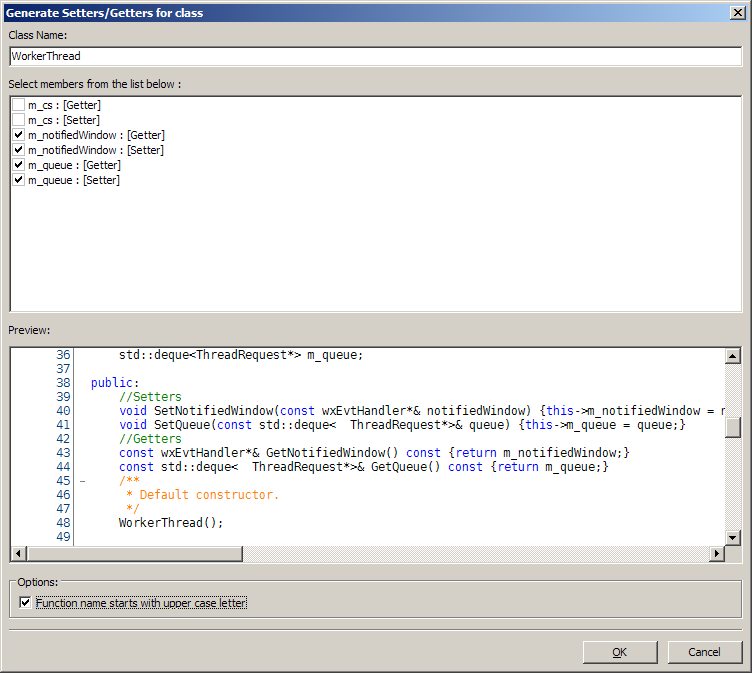 Generate Setters/Getters for class
Class Name:
WorkerThread
Select members from the list below :
m_cs : [Getter]
m_cs : [Setter]
m_notifiedWindow : [Getter]
m_notifiedWindow : [Setter]
m_queue : [Getter]
m_queue : [Setter]
Preview:
36 std::deque<ThreadRequest*> m_queue;
37
38 public:
39 //Setters
40 void SetNotifiedWindow(const wxEvtHandler*& notifiedWindow) {this->m_notifiedWindow = n
41 void SetQueue(const std::deque<  ThreadRequest*>& queue) {this->m_queue = queue;}
42 //Getters
43 const wxEvtHandler*& GetNotifiedWindow() const {return m_notifiedWindow;}
44 const std::deque<  ThreadRequest*>& GetQueue() const {return m_queue;}
45 /**
46 * Default constructor.
47 */
48 WorkerThread();
49
Options:
Function name starts with upper case letter
OK Cancel